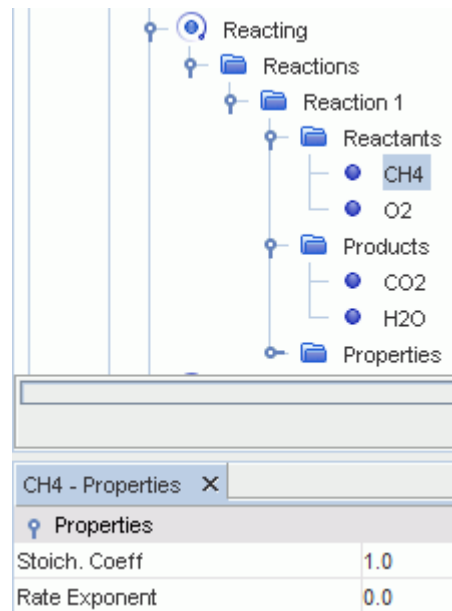 Reacting
Reactions
Reaction 1
Reactants
CH4
O2
Products
CO2
H2O
Properties
CH4 - Properties X
Properties
Stoich. Coeff 1.0
Rate Exponent 0.0